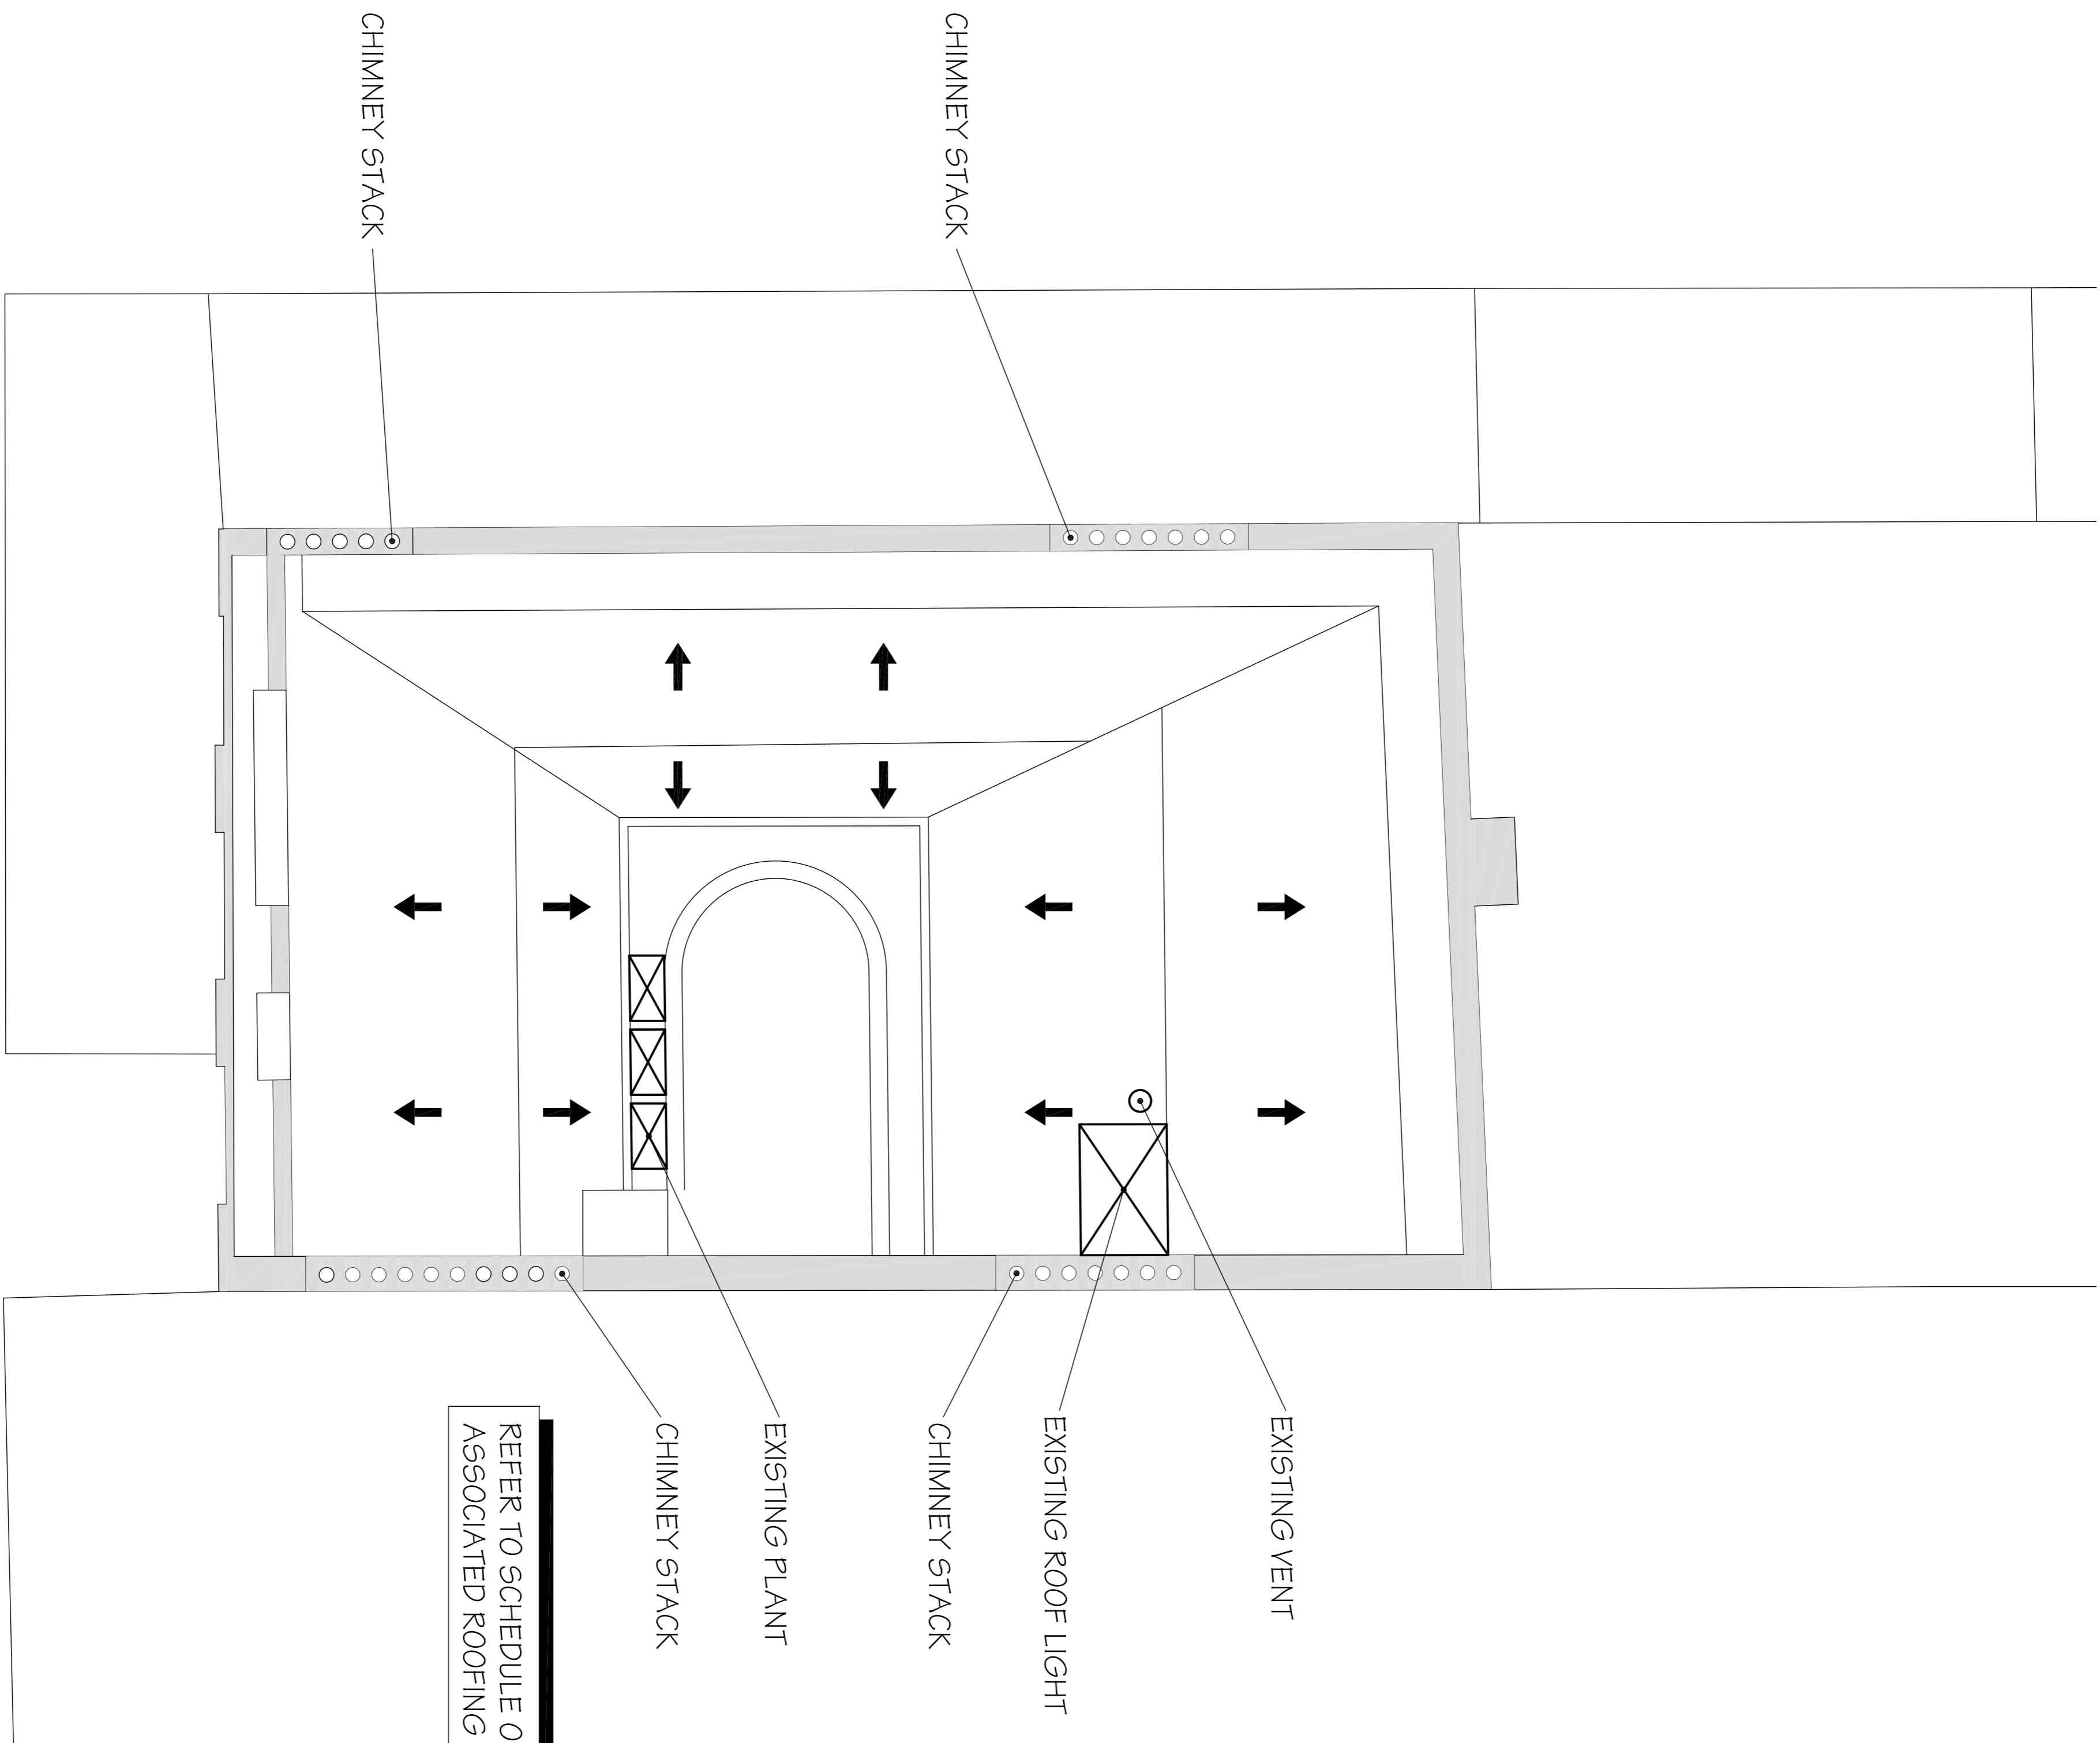 CHIMNEY STACK
CHIMNEY STACK
EXISTING VENT
EXISTING ROOF LIGHT
CHIMNEY STACK
EXISTING PLANT
CHIMNEY STACK
REFER TO SCHEDULE O
ASSOCIATED ROOFING